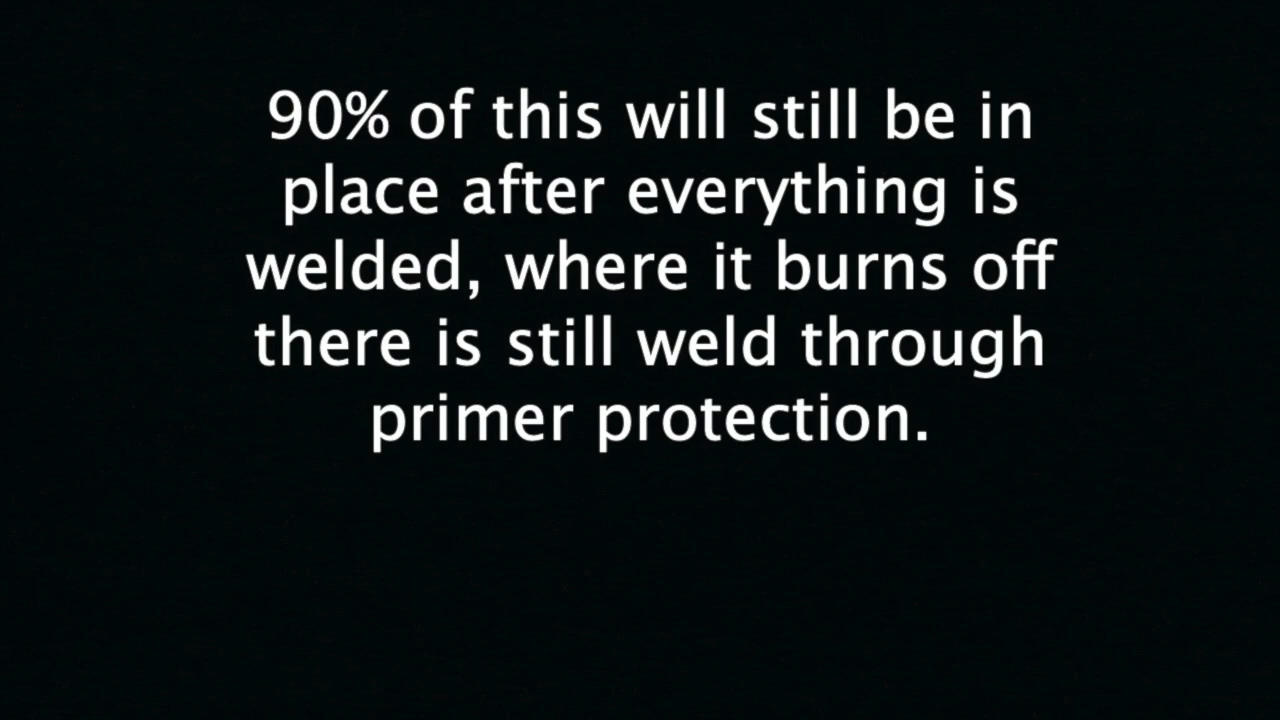 90% of this will still be in
place after everything is
welded, where it burns off
there is still weld through
primer protection.